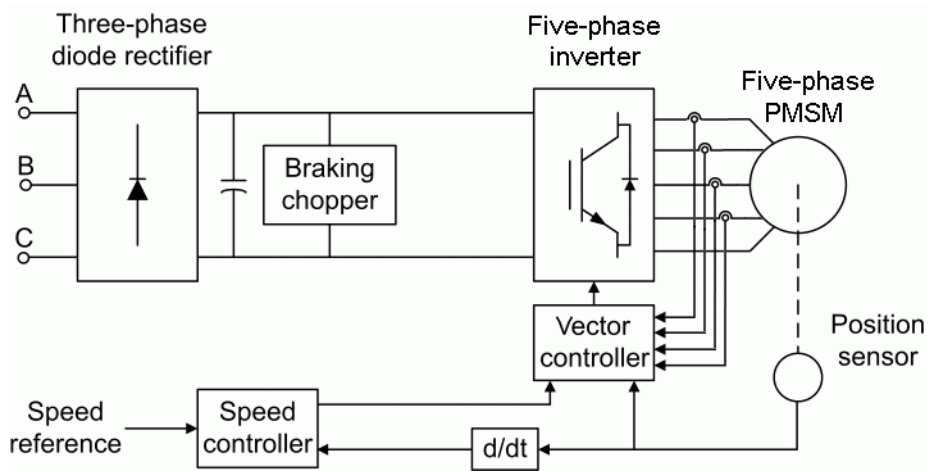 Three-phase
diode rectifier
Five-phase
inverter
Five-phase
PMSM
A
B
C
Braking
chopper
Vector
controller
Position
sensor
Speed
reference
Speed
controller
d/dt